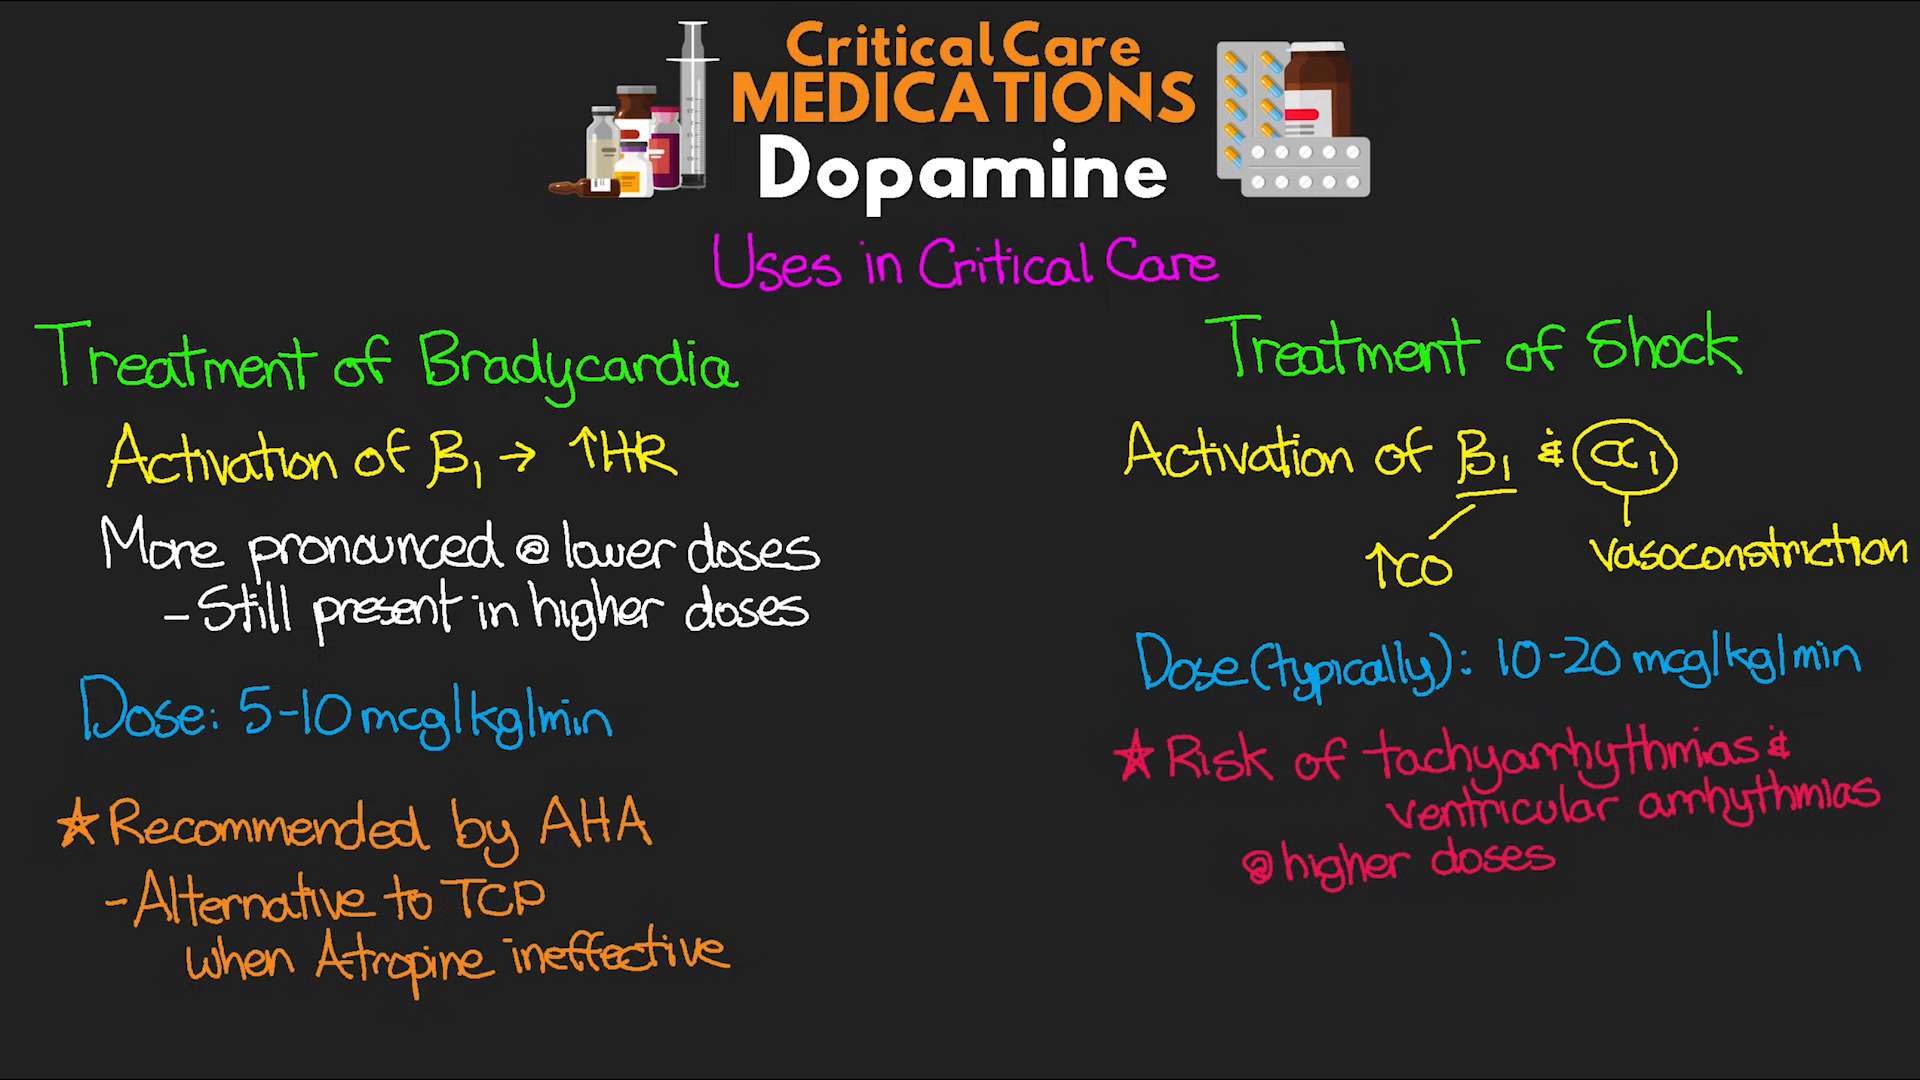 Critical Care
MEDICATIONS
Dopamine
Uses in Critical Care
Treatment of Bradycardia
Activation of β₁ → ↑HR
More pronounced @ lower doses
- Still present in higher doses
Dose: 5-10 mcg/kg/min
★ Recommended by AHA
- Alternative to TCP
when Atropine ineffective
Treatment of Shock
Activation of β₁ & α₁
↑CO
vasoconstriction
Dose (typically): 10-20 mcg/kg/min
★ Risk of tachyarrhythmias &
ventricular arrhythmias
@ higher doses